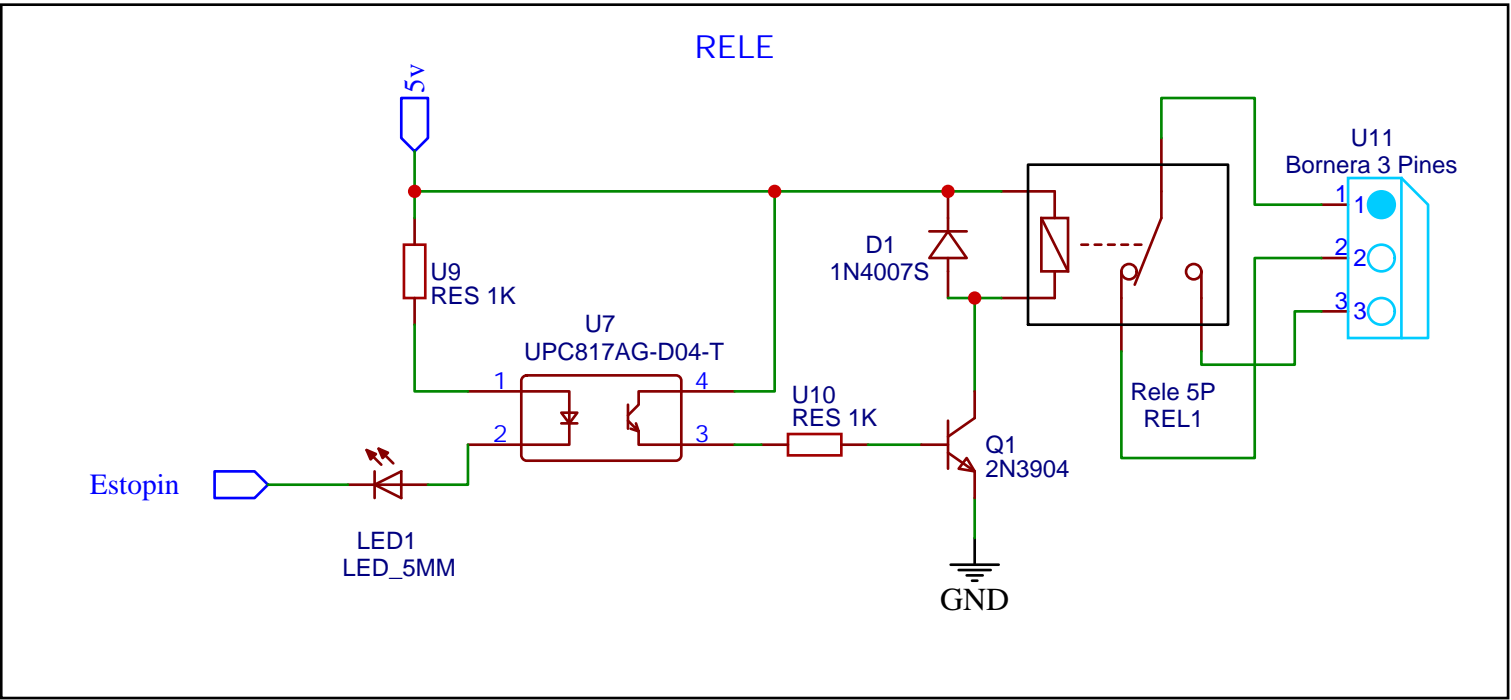 RELE
5v
U11
Bornera 3 Pines
1
1
2
2
3
3
D1
1N4007S
U9
RES 1K
U7
UPC817AG-D04-T
1
4
2
3
U10
RES 1K
Rele 5P
REL1
Q1
2N3904
Estopin
LED1
LED_5MM
GND